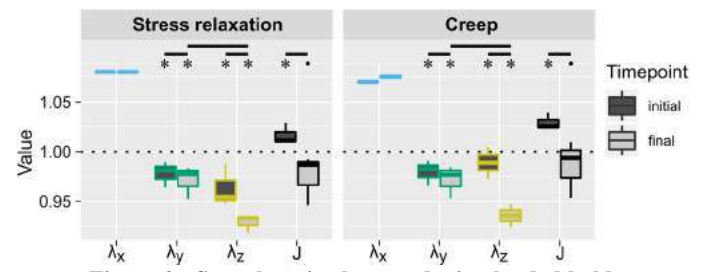 Stress relaxation Creep
* * * * * • * * * * * •
Timepoint
initial
final
Value
1.05
1.00
0.95
λx λy λz J λx λy λz J